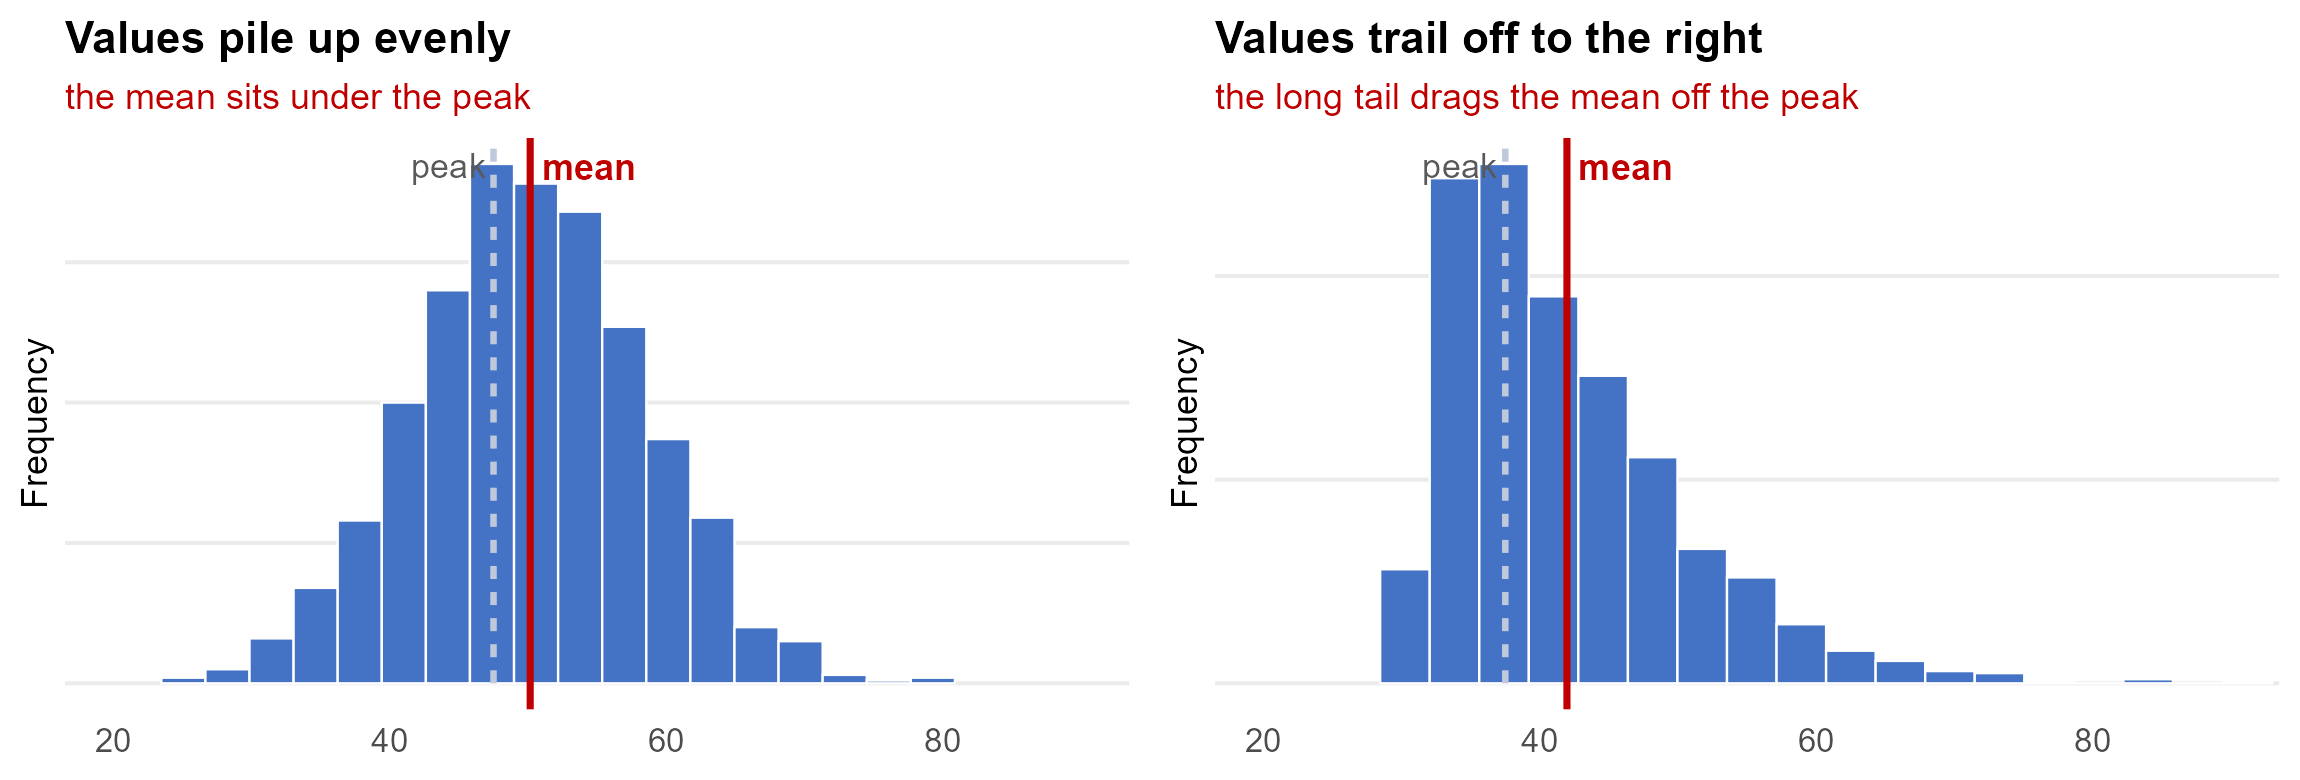 Values pile up evenly
the mean sits under the peak
peak
mean
Frequency
20 40 60 80
Values trail off to the right
the long tail drags the mean off the peak
peak
mean
Frequency
20 40 60 80